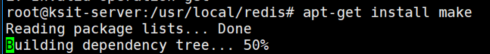 root@ksit-server:/usr/local/redis# apt-get install make
Reading package lists... Done
Building dependency tree... 50%